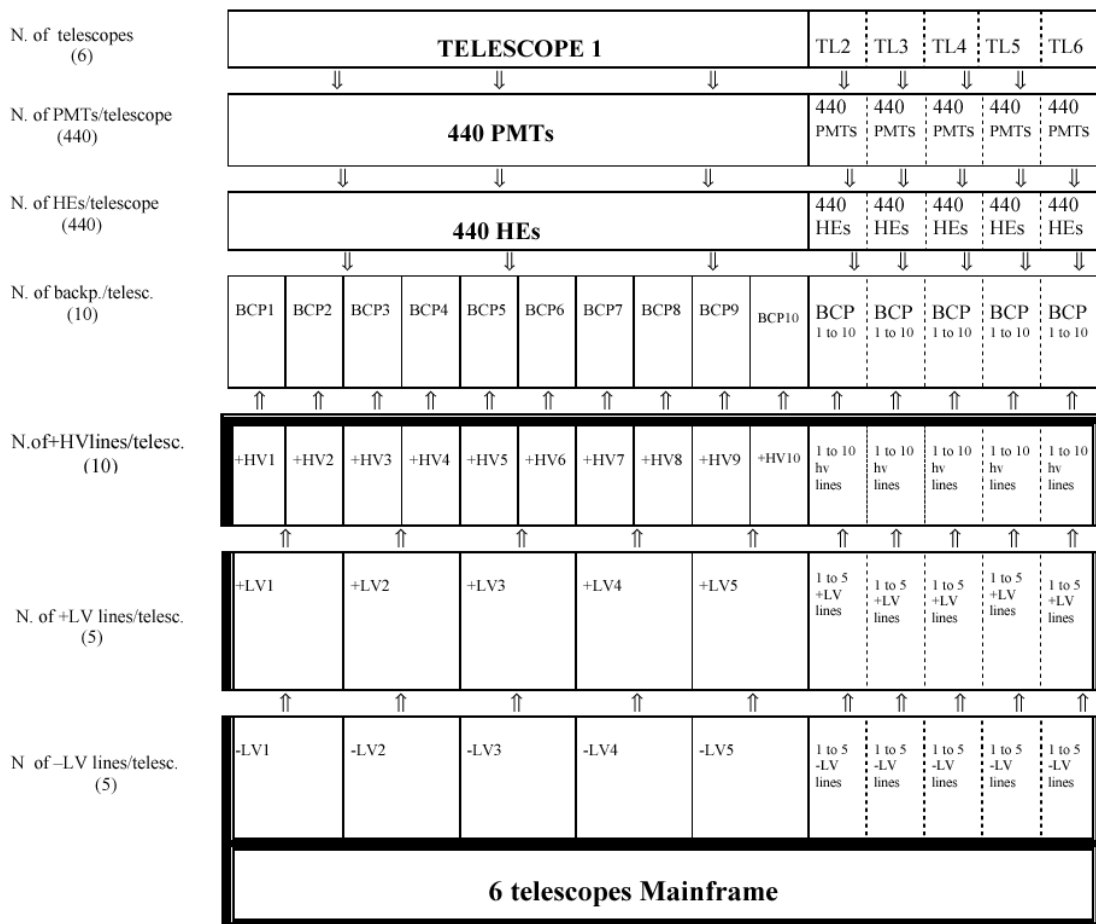 N. of telescopes
(6)
TELESCOPE 1
TL2 TL3 TL4 TL5 TL6
⇓ ⇓ ⇓ ⇓ ⇓ ⇓ ⇓
N. of PMTs/telescope
(440)
440 PMTs
440 440 440 440 440
PMTs PMTs PMTs PMTs PMTs
⇓ ⇓ ⇓ ⇓ ⇓ ⇓ ⇓ ⇓
N. of HEs/telescope
(440)
440 HEs
440 440 440 440 440
HEs HEs HEs HEs HEs
⇓ ⇓ ⇓ ⇓ ⇓ ⇓ ⇓ ⇓
N. of backp./telesc.
(10)
BCP1 BCP2 BCP3 BCP4 BCP5 BCP6 BCP7 BCP8 BCP9 BCP10
BCP BCP BCP BCP BCP
1 to 10 1 to 10 1 to 10 1 to 10 1 to 10
⇑ ⇑ ⇑ ⇑ ⇑ ⇑ ⇑ ⇑ ⇑ ⇑ ⇑ ⇑ ⇑ ⇑ ⇑
N.of+HVlines/telesc.
(10)
+HV1 +HV2 +HV3 +HV4 +HV5 +HV6 +HV7 +HV8 +HV9 +HV10
1 to 10 1 to 10 1 to 10 1 to 10 1 to 10
hv hv hv hv hv
lines lines lines lines lines
⇑ ⇑ ⇑ ⇑ ⇑ ⇑ ⇑ ⇑ ⇑ ⇑
N. of +LV lines/telesc.
(5)
+LV1 +LV2 +LV3 +LV4 +LV5
1 to 5 1 to 5 1 to 5 1 to 5 1 to 5
+LV +LV +LV +LV +LV
lines lines lines lines lines
⇑ ⇑ ⇑ ⇑ ⇑ ⇑ ⇑ ⇑ ⇑ ⇑
N of –LV lines/telesc.
(5)
-LV1 -LV2 -LV3 -LV4 -LV5
1 to 5 1 to 5 1 to 5 1 to 5 1 to 5
-LV -LV -LV -LV -LV
lines lines lines lines lines
6 telescopes Mainframe